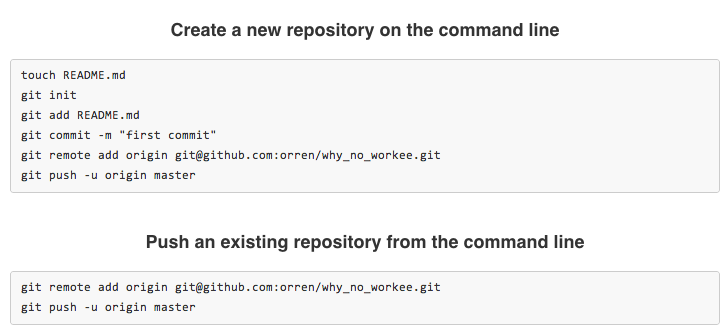 Create a new repository on the command line
touch README.md
git init
git add README.md
git commit -m "first commit"
git remote add origin git@github.com:orren/why_no_workee.git
git push -u origin master
Push an existing repository from the command line
git remote add origin git@github.com:orren/why_no_workee.git
git push -u origin master